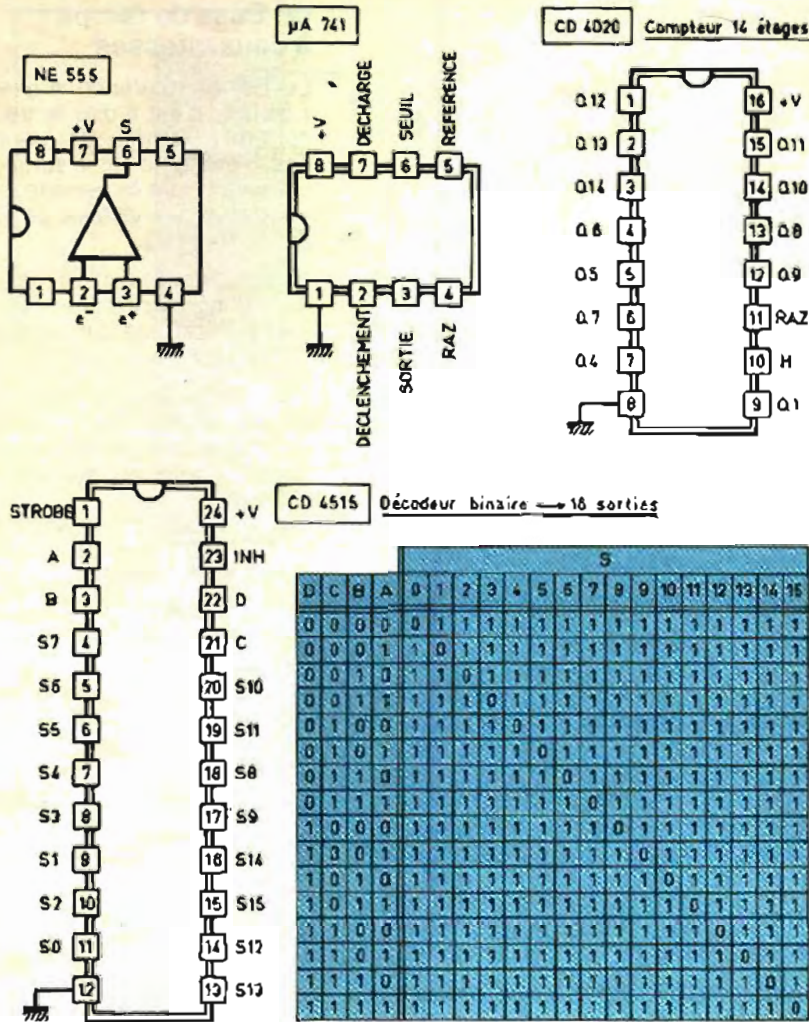 NE 555
+V S
8 7 6 5
1 2 3 4
e⁻ e⁺
µA 741
+V DECHARGE SEUIL REFERENCE
8 7 6 5
1 2 3 4
DECLENCHEMENT SORTIE RAZ
CD 4020 Compteur 14 étages
Q12 1 16 +V
Q13 2 15 Q11
Q14 3 14 Q10
Q6 4 13 Q8
Q5 5 12 Q9
Q7 6 11 RAZ
Q4 7 10 H
8 9 Q1
STROBE 1 24 +V
A 2 23 INH
B 3 22 D
S7 4 21 C
S6 5 20 S10
S5 6 19 S11
S4 7 18 S8
S3 8 17 S9
S1 9 16 S14
S2 10 15 S15
S0 11 14 S12
12 13 S13
CD 4515 Décodeur binaire → 16 sorties
S
D C B A 0 1 2 3 4 5 6 7 8 9 10 11 12 13 14 15
0 0 0 0 0 1 1 1 1 1 1 1 1 1 1 1 1 1 1 1
0 0 0 1 1 0 1 1 1 1 1 1 1 1 1 1 1 1 1 1
0 0 1 0 1 1 0 1 1 1 1 1 1 1 1 1 1 1 1 1
0 0 1 1 1 1 1 0 1 1 1 1 1 1 1 1 1 1 1 1
0 1 0 0 1 1 1 1 0 1 1 1 1 1 1 1 1 1 1 1
0 1 0 1 1 1 1 1 1 0 1 1 1 1 1 1 1 1 1 1
0 1 1 0 1 1 1 1 1 1 0 1 1 1 1 1 1 1 1 1
0 1 1 1 1 1 1 1 1 1 1 0 1 1 1 1 1 1 1 1
1 0 0 0 1 1 1 1 1 1 1 1 0 1 1 1 1 1 1 1
1 0 0 1 1 1 1 1 1 1 1 1 1 0 1 1 1 1 1 1
1 0 1 0 1 1 1 1 1 1 1 1 1 1 0 1 1 1 1 1
1 0 1 1 1 1 1 1 1 1 1 1 1 1 1 0 1 1 1 1
1 1 0 0 1 1 1 1 1 1 1 1 1 1 1 1 0 1 1 1
1 1 0 1 1 1 1 1 1 1 1 1 1 1 1 1 1 0 1 1
1 1 1 0 1 1 1 1 1 1 1 1 1 1 1 1 1 1 0 1
1 1 1 1 1 1 1 1 1 1 1 1 1 1 1 1 1 1 1 0